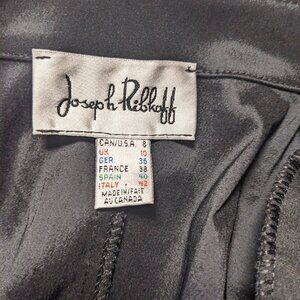 Joseph Ribkoff
CAN/U.S.A. 8
UK 10
GER. 36
FRANCE 38
SPAIN 40
ITALY 42
MADE IN/FAIT
AU CANADA